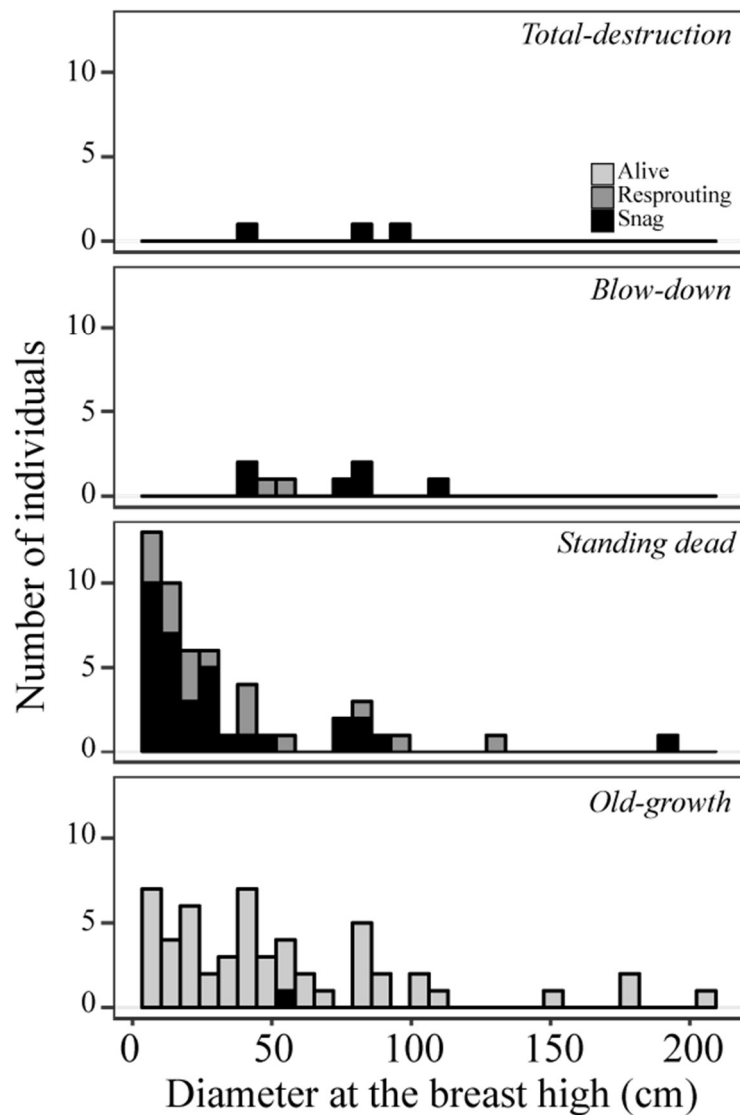 Total-destruction
10
5
0
Alive
Resprouting
Snag
Blow-down
10
5
0
Standing dead
10
5
0
Old-growth
10
5
0
0 50 100 150 200
Number of individuals
Diameter at the breast high (cm)